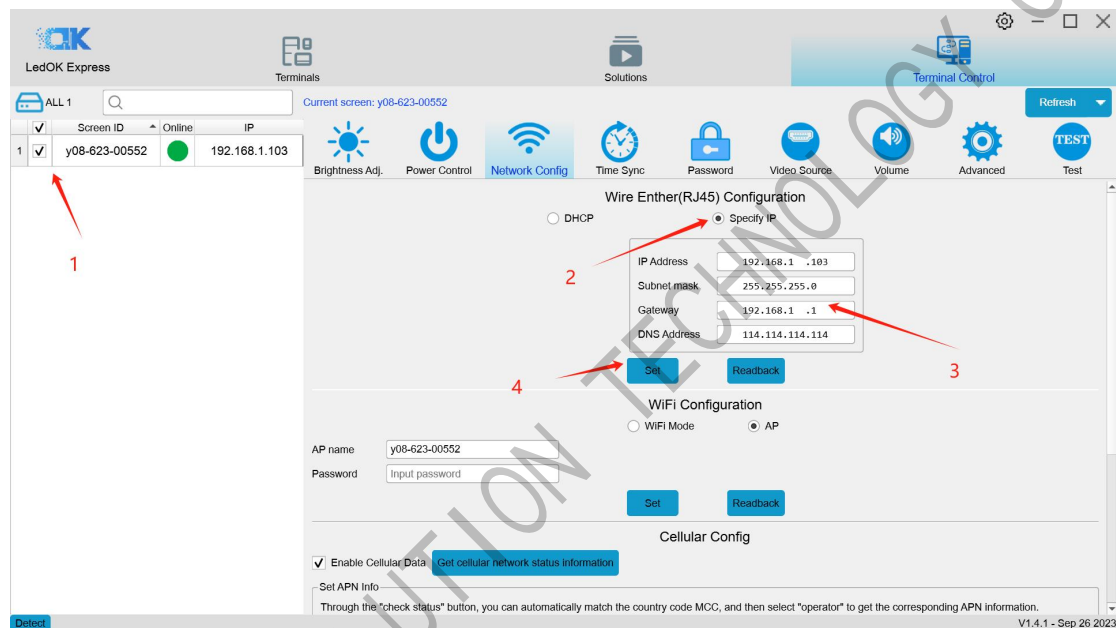 LedOK Express
Terminals
Solutions
Terminal Control
ALL 1
Current screen: y08-623-00552
Refresh
Screen ID Online IP
1 y08-623-00552 192.168.1.103
Brightness Adj. Power Control Network Config Time Sync Password Video Source Volume Advanced Test
TEST
Wire Enther(RJ45) Configuration
DHCP Specify IP
IP Address 192.168.1 .103
Subnet mask 255.255.255.0
Gateway 192.168.1 .1
DNS Address 114.114.114.114
Set Readback
1
2
3
4
WiFi Configuration
WiFi Mode AP
AP name y08-623-00552
Password Input password
Set Readback
Cellular Config
Enable Cellular Data Get cellular network status information
Set APN Info
Through the "check status" button, you can automatically match the country code MCC, and then select "operator" to get the corresponding APN information.
Detect
V1.4.1 - Sep 26 2023
UTION TECHNOLOGY